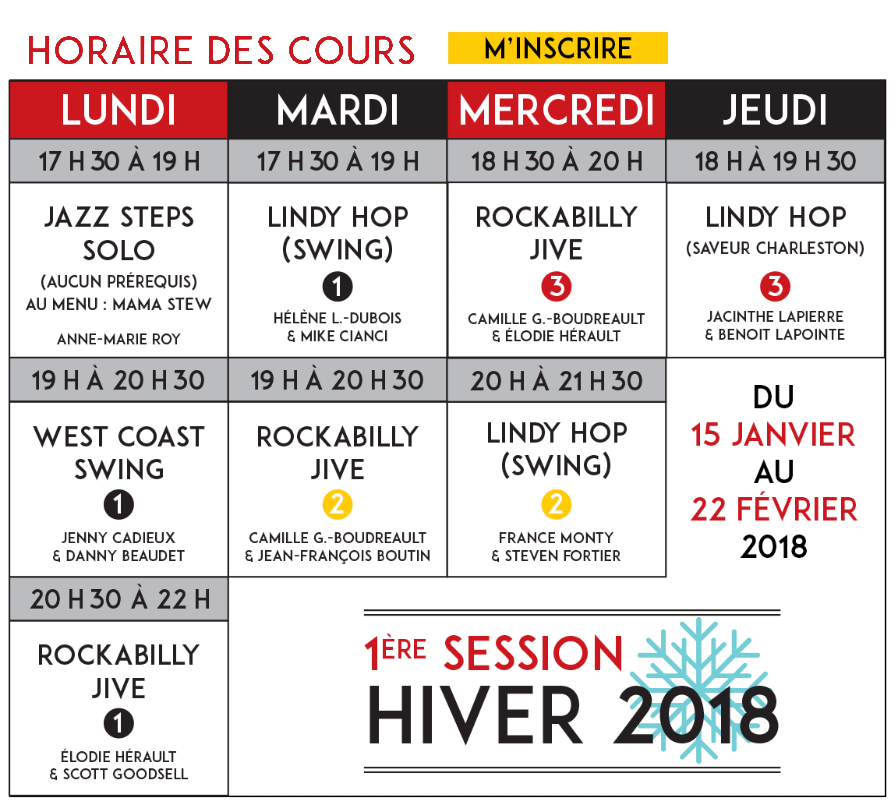 HORAIRE DES COURS
M'INSCRIRE
LUNDI
17 H 30 À 19 H
JAZZ STEPS
SOLO
(AUCUN PRÉREQUIS)
AU MENU : MAMA STEW
ANNE-MARIE ROY
19 H À 20 H 30
WEST COAST
SWING
1
JENNY CADIEUX
& DANNY BEAUDET
20 H 30 À 22 H
ROCKABILLY
JIVE
1
ÉLODIE HÉRAULT
& SCOTT GOODSELL
MARDI
17 H 30 À 19 H
LINDY HOP
(SWING)
1
HÉLÈNE L.-DUBOIS
& MIKE CIANCI
19 H À 20 H 30
ROCKABILLY
JIVE
2
CAMILLE G.-BOUDREAULT
& JEAN-FRANÇOIS BOUTIN
MERCREDI
18 H 30 À 20 H
ROCKABILLY
JIVE
3
CAMILLE G.-BOUDREAULT
& ÉLODIE HÉRAULT
20 H À 21 H 30
LINDY HOP
(SWING)
2
FRANCE MONTY
& STEVEN FORTIER
JEUDI
18 H À 19 H 30
LINDY HOP
(SAVEUR CHARLESTON)
3
JACINTHE LAPIERRE
& BENOIT LAPOINTE
DU
15 JANVIER
AU
22 FÉVRIER
2018
1ÈRE SESSION
HIVER 2018